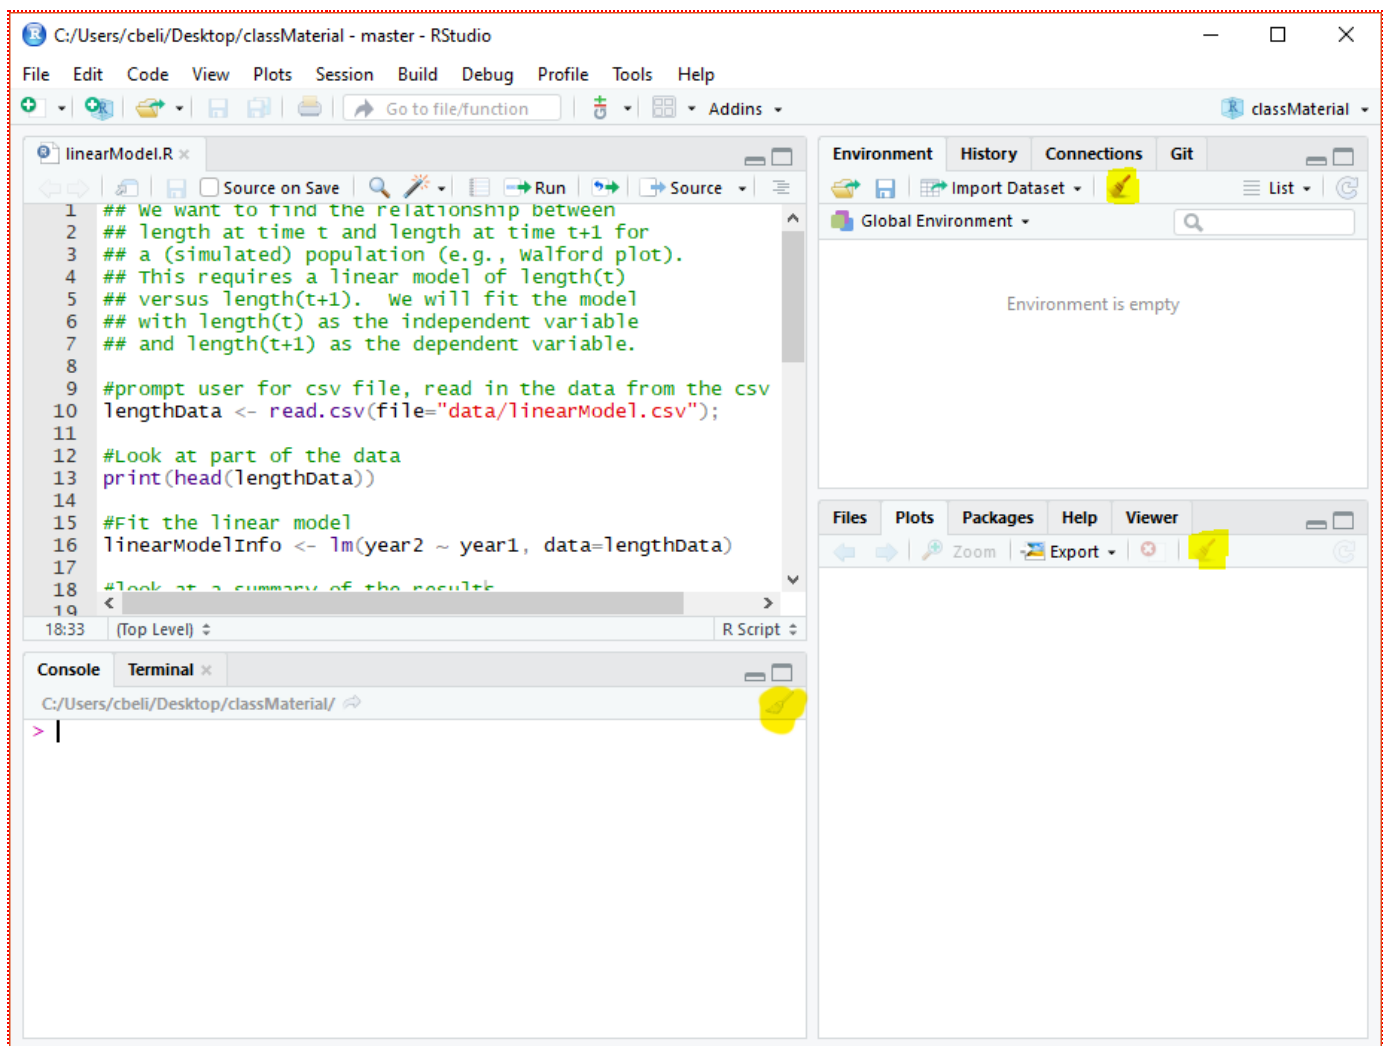 C:/Users/cbeli/Desktop/classMaterial - master - RStudio
File Edit Code View Plots Session Build Debug Profile Tools Help
Go to file/function Addins classMaterial
linearModel.R
Source on Save Run Source
1 ## We want to find the relationship between
2 ## length at time t and length at time t+1 for
3 ## a (simulated) population (e.g., Walford plot).
4 ## This requires a linear model of length(t)
5 ## versus length(t+1).  We will fit the model
6 ## with length(t) as the independent variable
7 ## and length(t+1) as the dependent variable.
8
9 #prompt user for csv file, read in the data from the csv
10 lengthData <- read.csv(file="data/linearModel.csv");
11
12 #Look at part of the data
13 print(head(lengthData))
14
15 #Fit the linear model
16 linearModelInfo <- lm(year2 ~ year1, data=lengthData)
17
18 #look at a summary of the results
19
18:33 (Top Level) R Script
Console Terminal
C:/Users/cbeli/Desktop/classMaterial/
>
Environment History Connections Git
Import Dataset List
Global Environment
Environment is empty
Files Plots Packages Help Viewer
Zoom Export